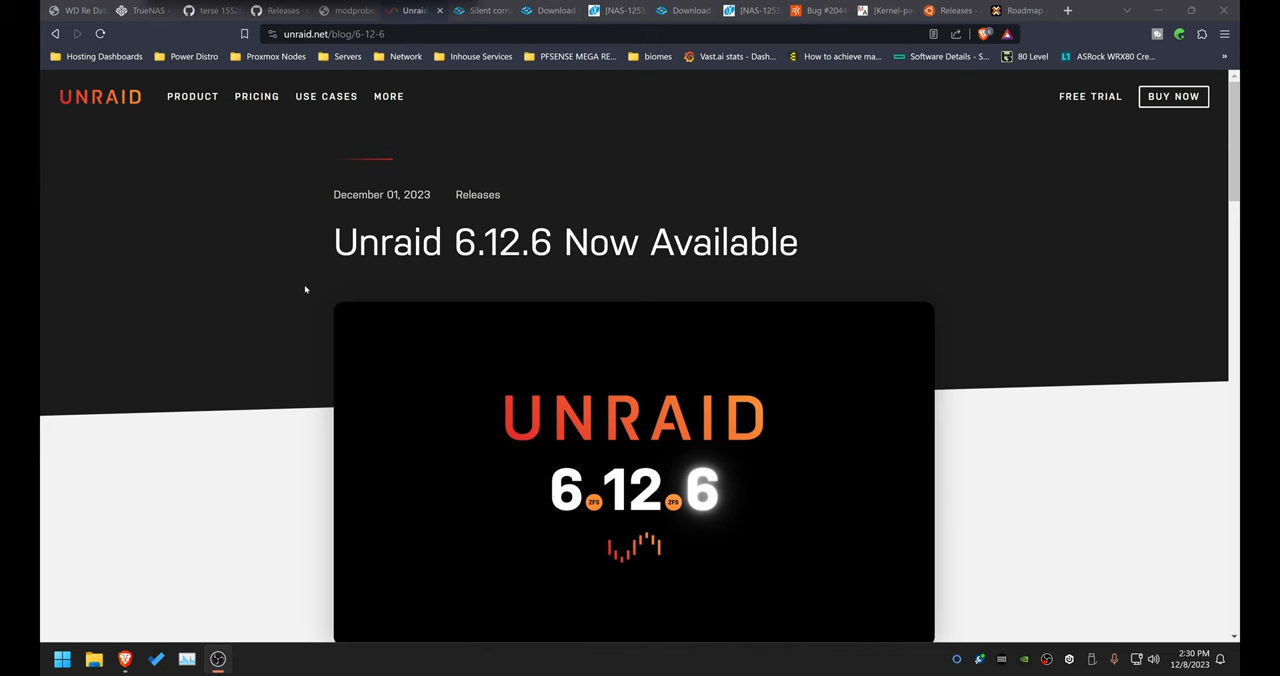 WD Re Dat
TrueNAS -
terse 1552
Releases
modprobe
Unraid
Silent corr
Download
[NAS-125
Download
[NAS-125
Bug #2044
[Kernel-pa
Releases -
Roadmap
unraid.net/blog/6-12-6
Hosting Dashboards
Power Distro
Proxmox Nodes
Servers
Network
Inhouse Services
PFSENSE MEGA RE...
biomes
Vast.ai stats - Dash...
How to achieve ma...
Software Details - S...
80 Level
ASRock WRX80 Cre...
»
UNRAID PRODUCT PRICING USE CASES MORE FREE TRIAL BUY NOW
December 01, 2023 Releases
Unraid 6.12.6 Now Available
UNRAID
6.12.6
ZFS ZFS
2:30 PM
12/8/2023